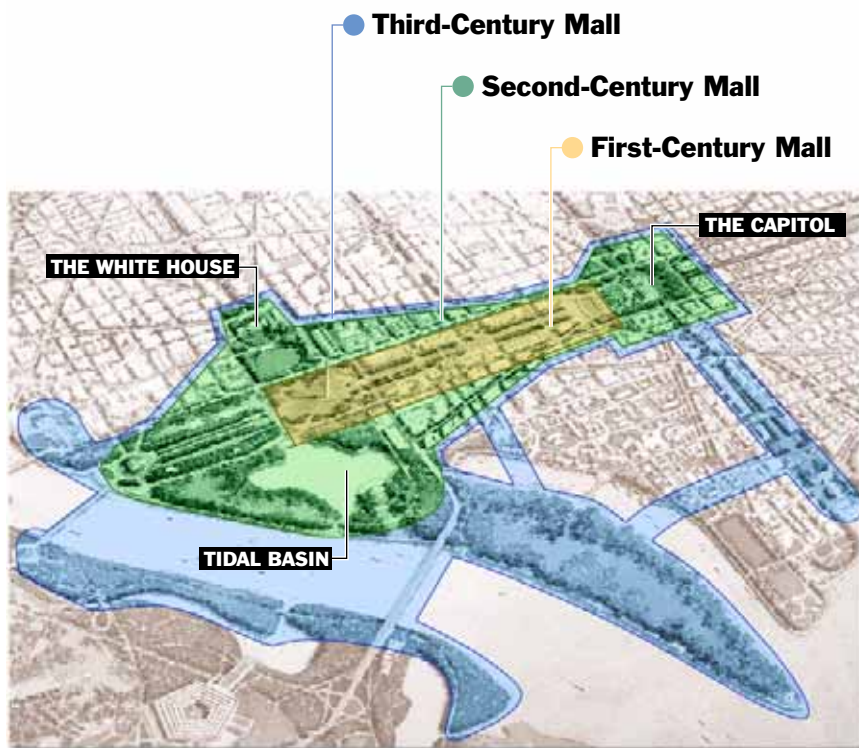 Third-Century Mall
Second-Century Mall
First-Century Mall
THE CAPITOL
THE WHITE HOUSE
TIDAL BASIN